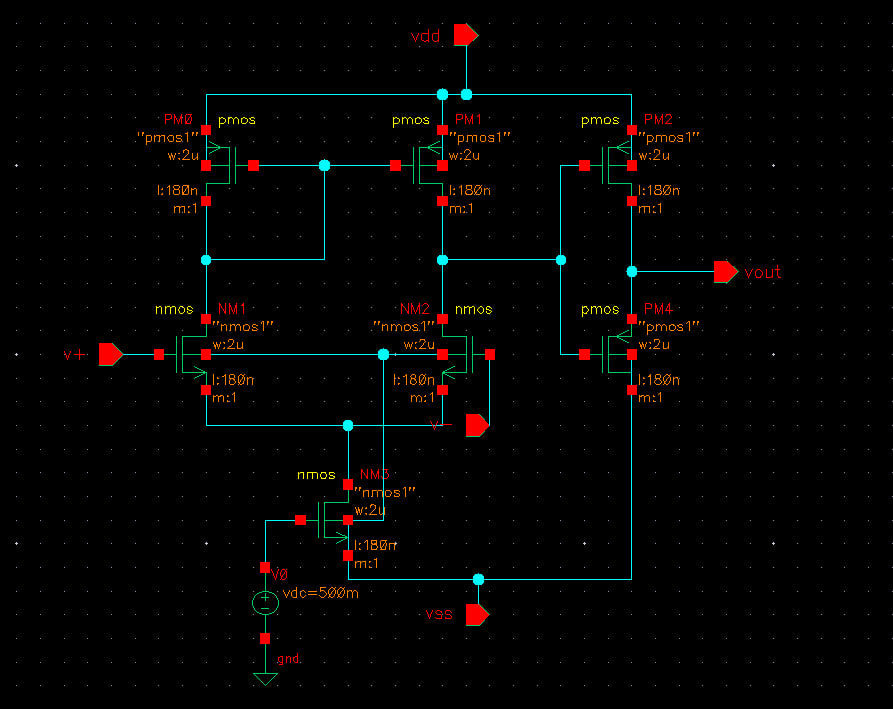 vdd
PM0 pmos
"pmos1"
w:2u
l:180n
m:1
pmos PM1
"pmos1"
w:2u
l:180n
m:1
pmos PM2
"pmos1"
w:2u
l:180n
m:1
vout
nmos NM1
"nmos1"
w:2u
l:180n
m:1
v+
NM2 nmos
"nmos1"
w:2u
l:180n
m:1
v-
pmos PM4
"pmos1"
w:2u
l:180n
m:1
nmos NM3
"nmos1"
w:2u
l:180n
m:1
V0
vdc=500m
gnd
vss